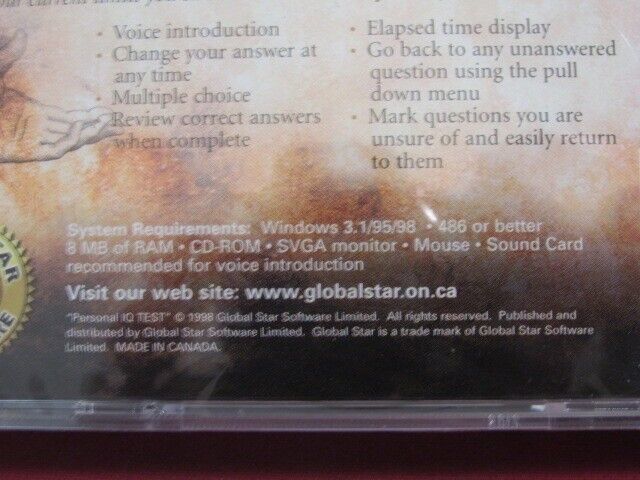 your current
• Voice introduction
• Change your answer at
any time
• Multiple choice
Review correct answers
when complete
• Elapsed time display
• Go back to any unanswered
question using the pull
down menu
• Mark questions you are
unsure of and easily return
to them
System Requirements: Windows 3.1/95/98 • 486 or better
8 MB of RAM • CD-ROM • SVGA monitor • Mouse • Sound Card
recommended for voice introduction
Visit our web site: www.globalstar.on.ca
"Personal IQ TEST" © 1998 Global Star Software Limited. All rights reserved. Published and
distributed by Global Star Software Limited. Global Star is a trade mark of Global Star Software
Limited. MADE IN CANADA.